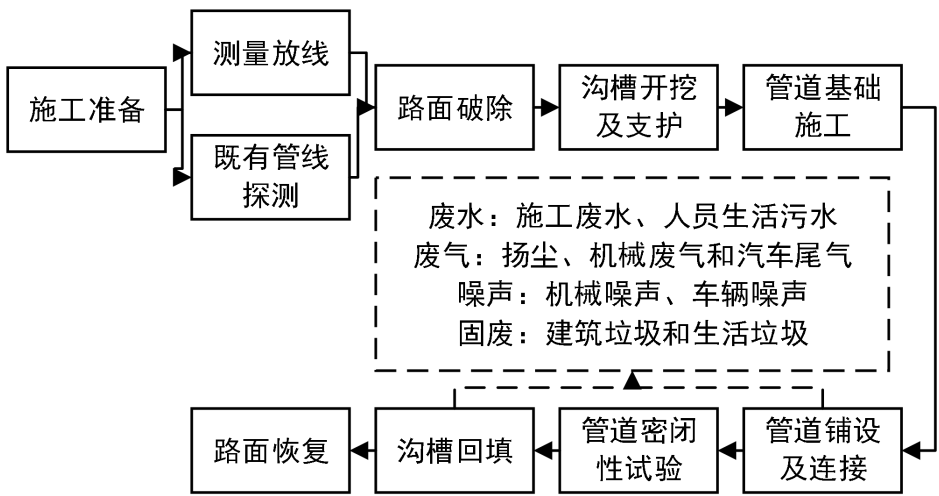 施工准备
测量放线
既有管线
探测
路面破除
沟槽开挖
及支护
管道基础
施工
废水：施工废水、人员生活污水
废气：扬尘、机械废气和汽车尾气
噪声：机械噪声、车辆噪声
固废：建筑垃圾和生活垃圾
管道铺设
及连接
管道密闭
性试验
沟槽回填
路面恢复